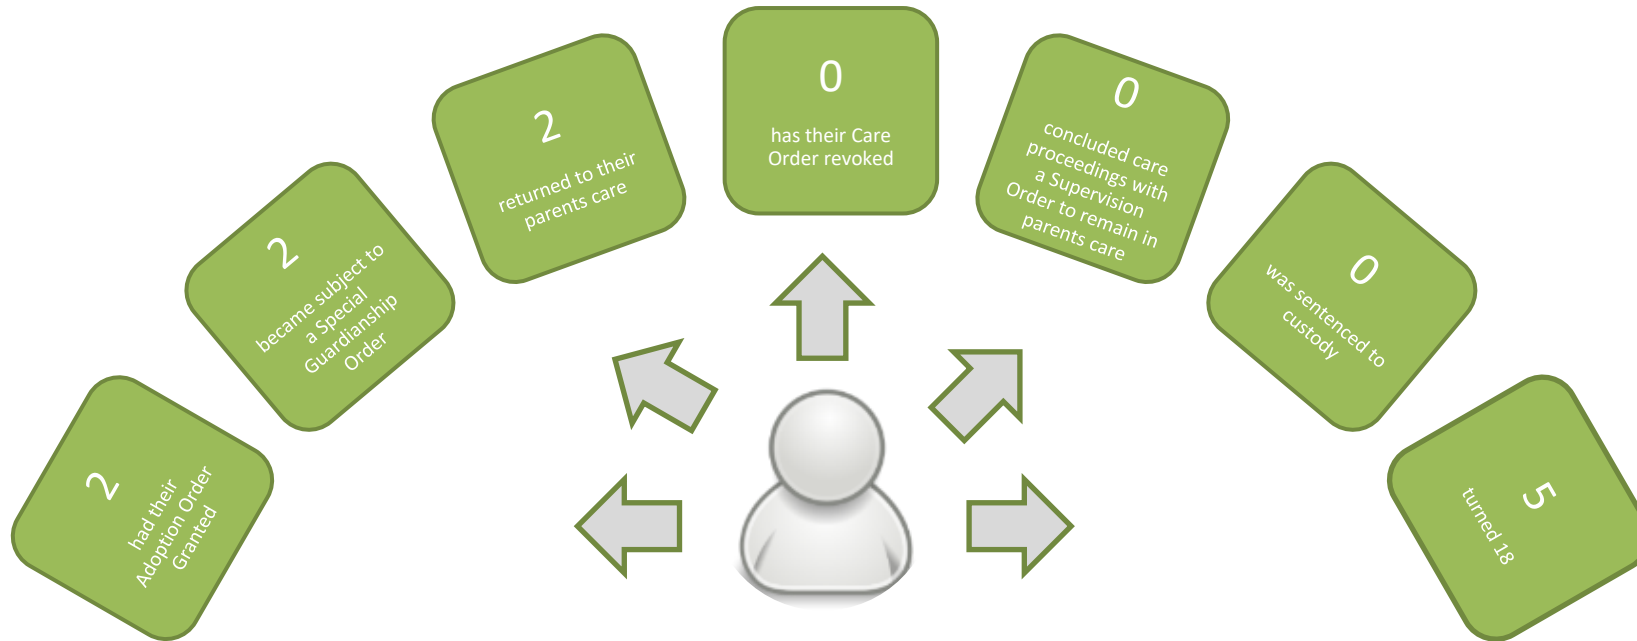 2
had their
Adoption Order
Granted
2
became subject to
a Special
Guardianship
Order
2
returned to their
parents care
0
has their Care
Order revoked
0
concluded care
proceedings with
a Supervision
Order to remain in
parents care
0
was sentenced to
custody
5
turned 18